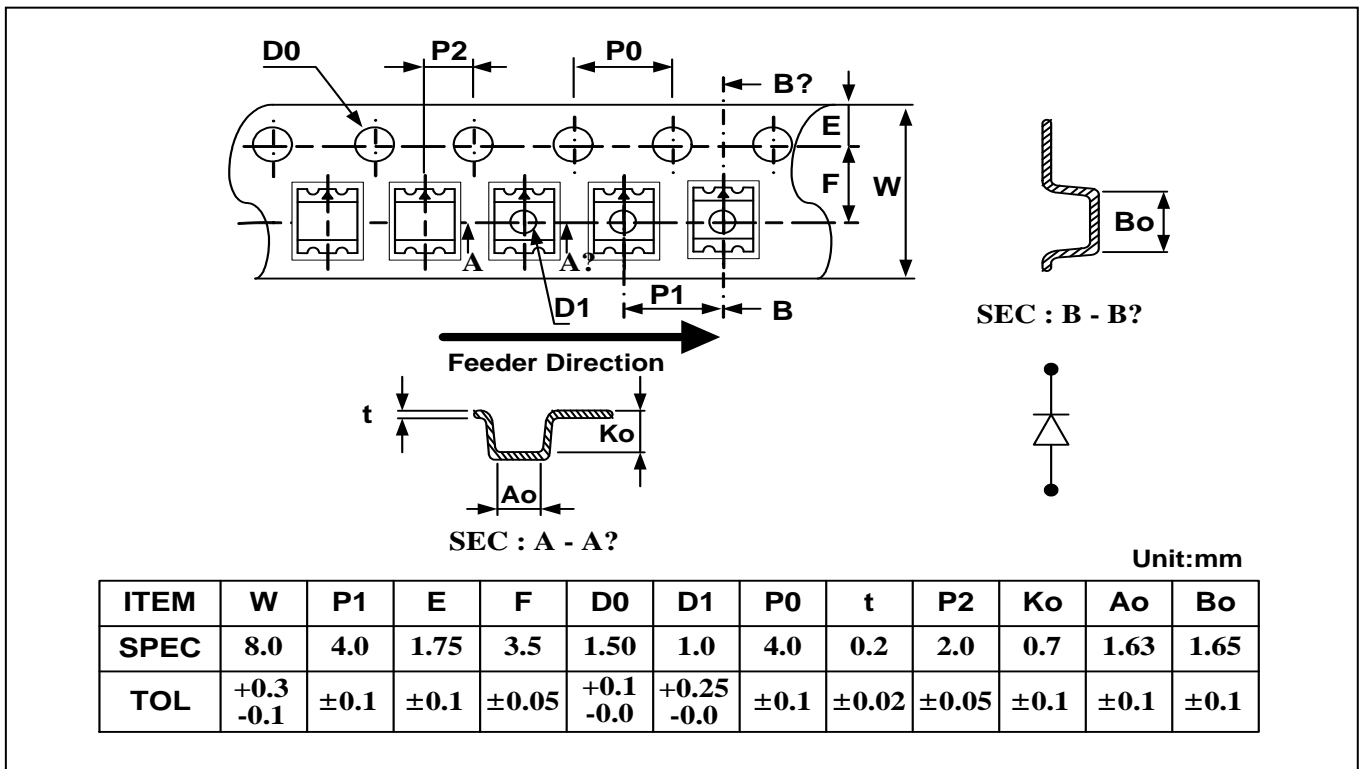 D0 P2 P0
B?
E
F W
A A?
D1 P1 B
Feeder Direction
Bo
SEC : B - B?
t
Ko
Ao
SEC : A - A?
Unit:mm
ITEM W P1 E F D0 D1 P0 t P2 Ko Ao Bo
SPEC 8.0 4.0 1.75 3.5 1.50 1.0 4.0 0.2 2.0 0.7 1.63 1.65
TOL +0.3 -0.1 ±0.1 ±0.1 ±0.05 +0.1 -0.0 +0.25 -0.0 ±0.1 ±0.02 ±0.05 ±0.1 ±0.1 ±0.1